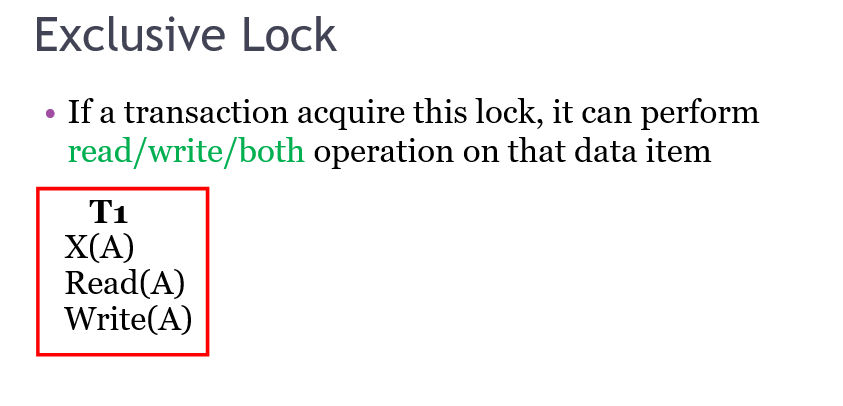 Exclusive Lock
• If a transaction acquire this lock, it can perform
read/write/both operation on that data item
T1
X(A)
Read(A)
Write(A)